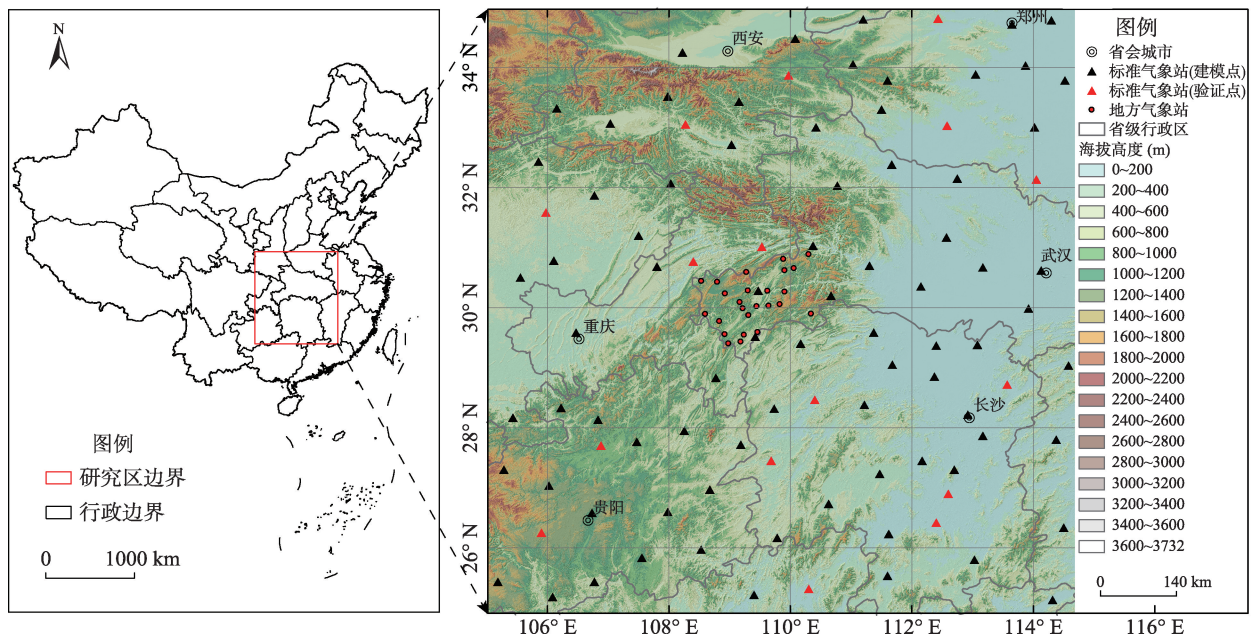 N
图例
研究区边界
行政边界
0 1000 km
34° N
32° N
30° N
28° N
26° N
106° E 108° E 110° E 112° E 114° E 116° E
郑州
西安
武汉
重庆
长沙
贵阳
图例
省会城市
标准气象站(建模点)
标准气象站(验证点)
地方气象站
省级行政区
海拔高度 (m)
0~200
200~400
400~600
600~800
800~1000
1000~1200
1200~1400
1400~1600
1600~1800
1800~2000
2000~2200
2200~2400
2400~2600
2600~2800
2800~3000
3000~3200
3200~3400
3400~3600
3600~3732
0 140 km